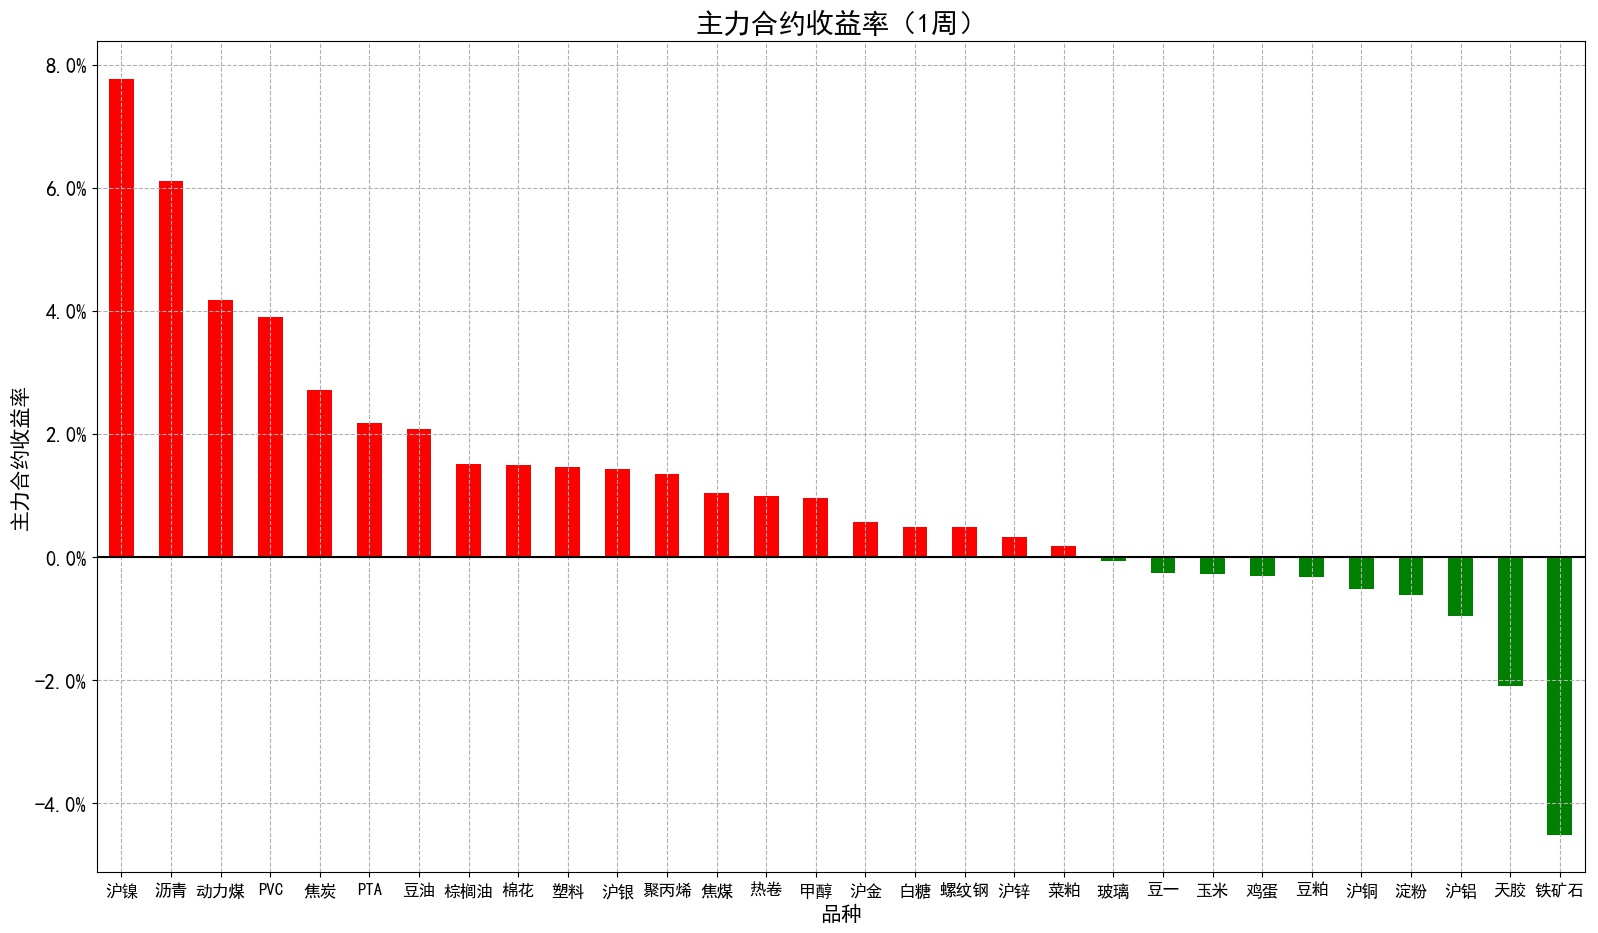 主力合约收益率（1周）
8.0%
6.0%
4.0%
2.0%
0.0%
−2.0%
−4.0%
主力合约收益率
沪镍 沥青 动力煤 PVC 焦炭 PTA 豆油 棕榈油 棉花 塑料 沪银 聚丙烯 焦煤 热卷 甲醇 沪金 白糖 螺纹钢 沪锌 菜粕 玻璃 豆一 玉米 鸡蛋 豆粕 沪铜 淀粉 沪铝 天胶 铁矿石
品种